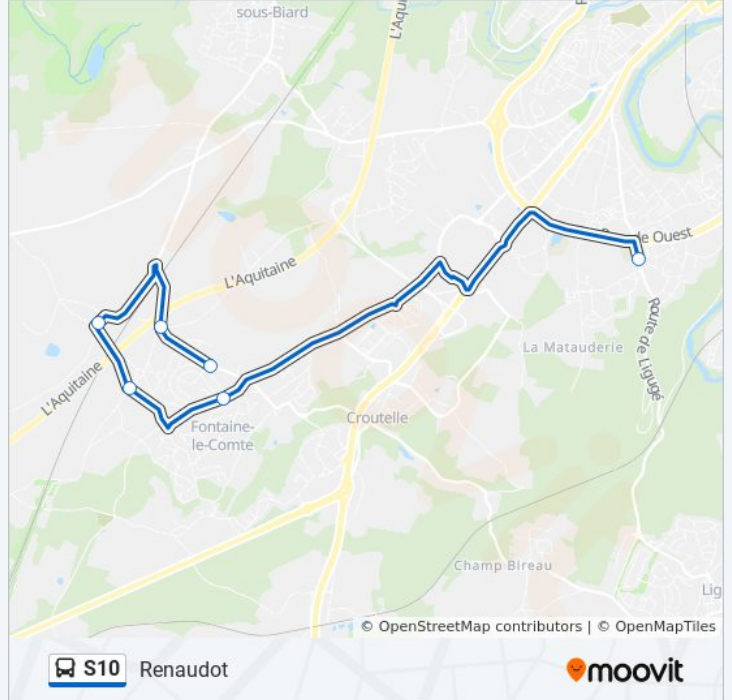 sous-Biard
L'Aqui
L'Aquitaine
de Ouest
L'Aquitaine
Route de Ligugé
La Matauderie
Croutelle
Fontaine-
le-Comte
Champ Bireau
Lig
© OpenStreetMap contributors | © OpenMapTiles
S10 Renaudot
moovit